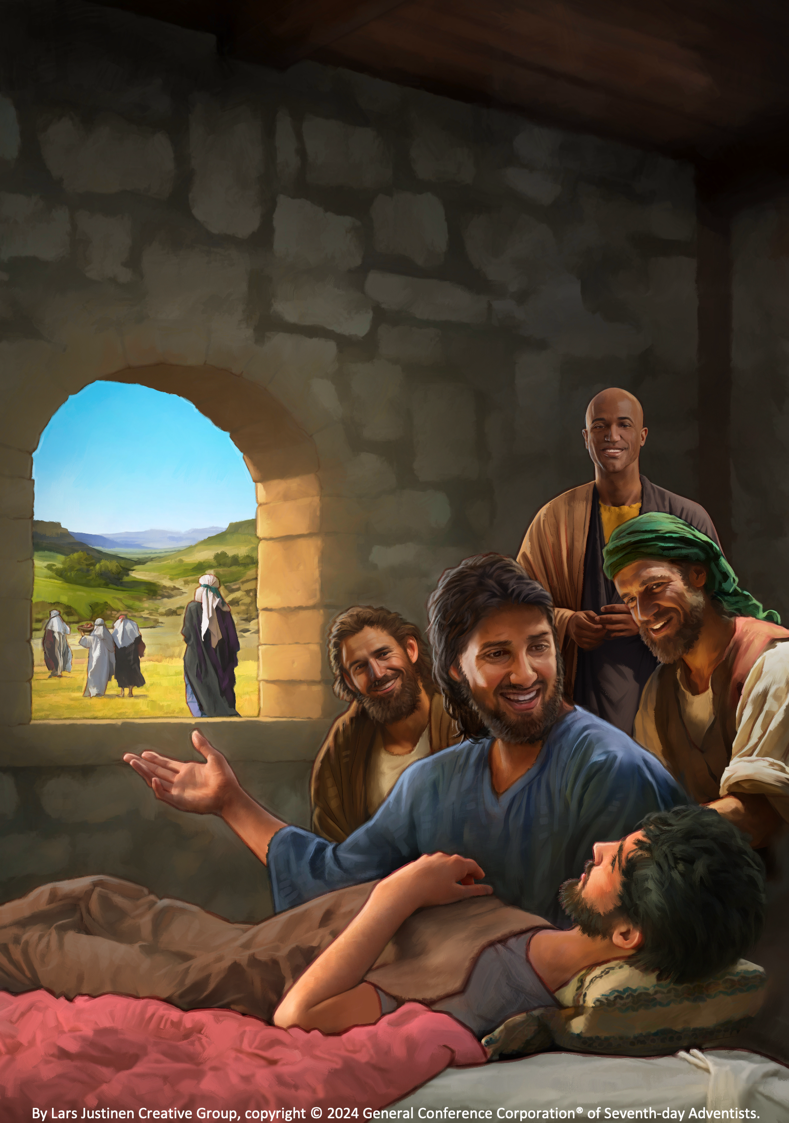 By Lars Justinen Creative Group, copyright © 2024 General Conference Corporation® of Seventh-day Adventists.